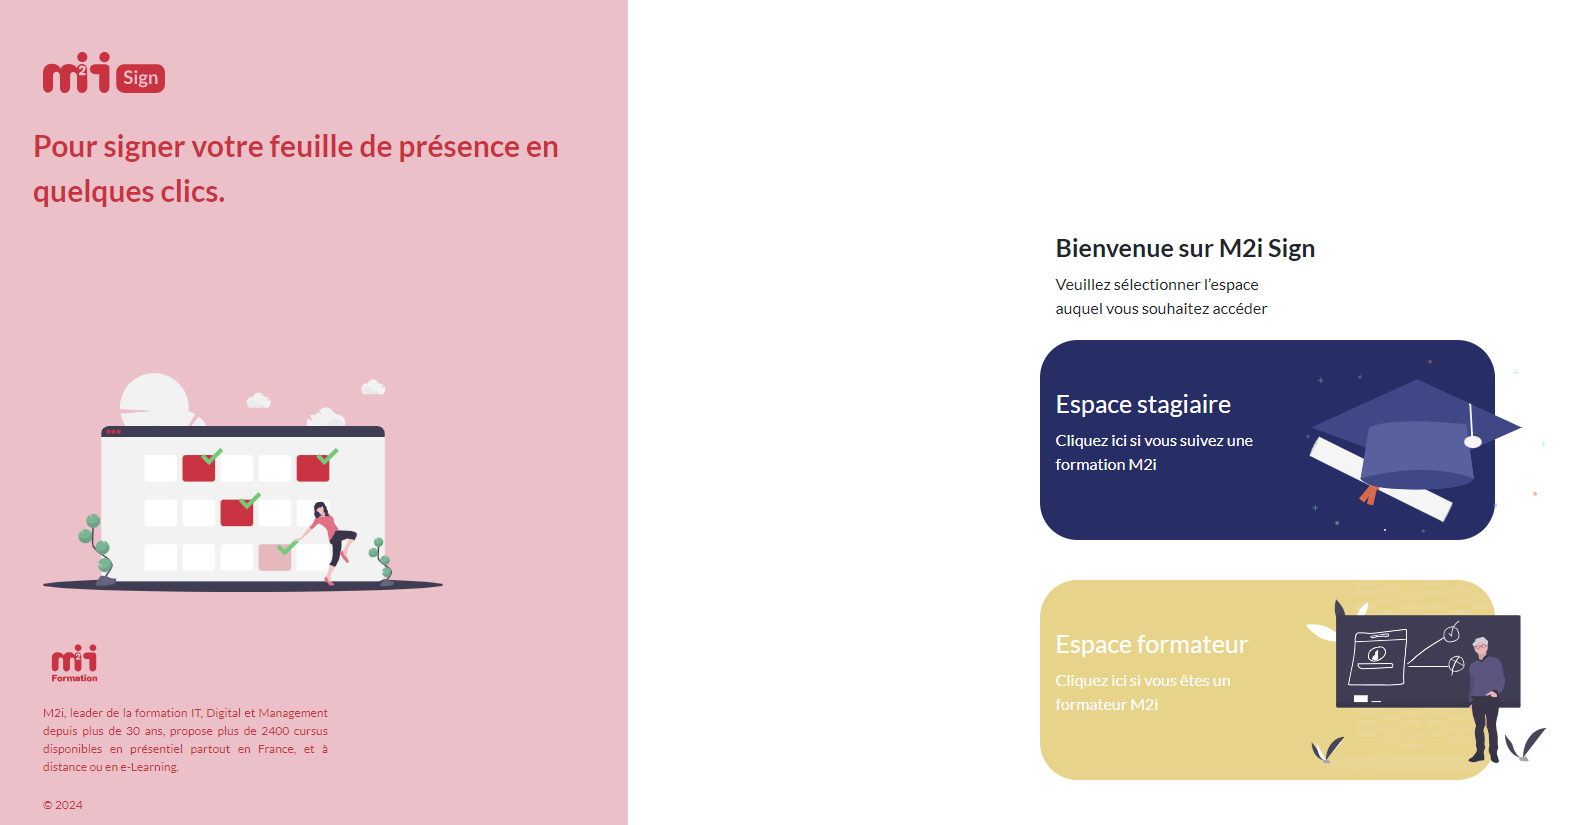 m2i Sign
Pour signer votre feuille de présence en
quelques clics.
m2i
Formation
M2i, leader de la formation IT, Digital et Management
depuis plus de 30 ans, propose plus de 2400 cursus
disponibles en présentiel partout en France, et à
distance ou en e-Learning.
© 2024
Bienvenue sur M2i Sign
Veuillez sélectionner l'espace
auquel vous souhaitez accéder
Espace stagiaire
Cliquez ici si vous suivez une
formation M2i
Espace formateur
Cliquez ici si vous êtes un
formateur M2i